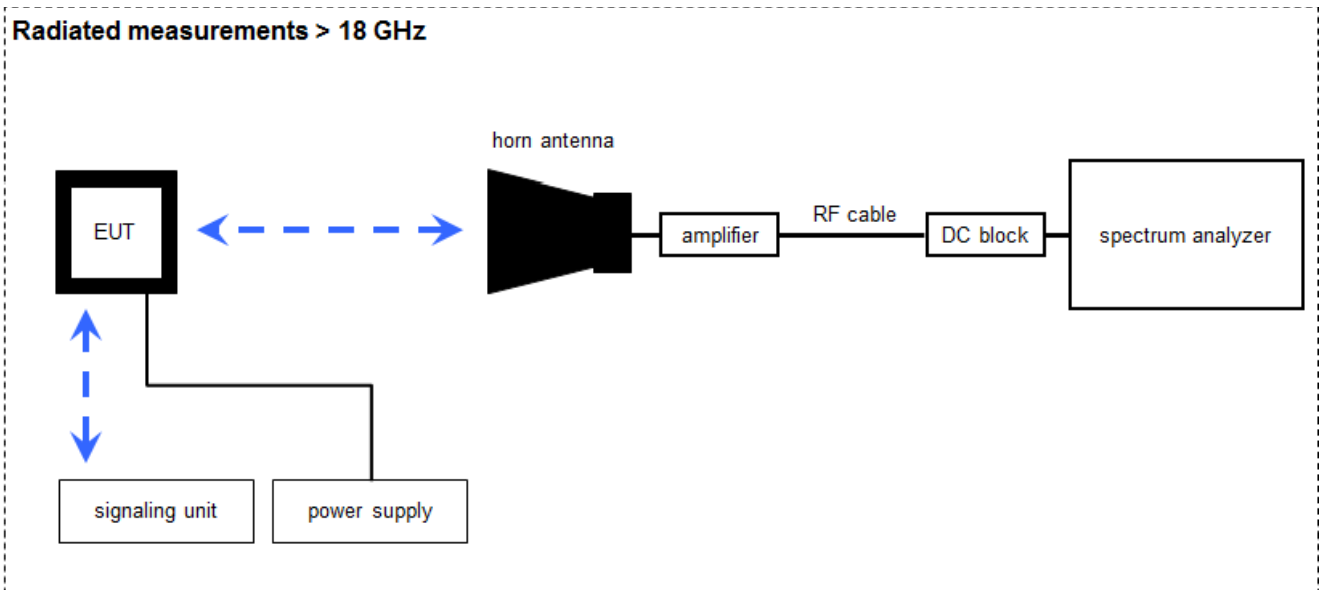 Radiated measurements > 18 GHz
horn antenna
EUT
amplifier
RF cable
DC block
spectrum analyzer
signaling unit
power supply